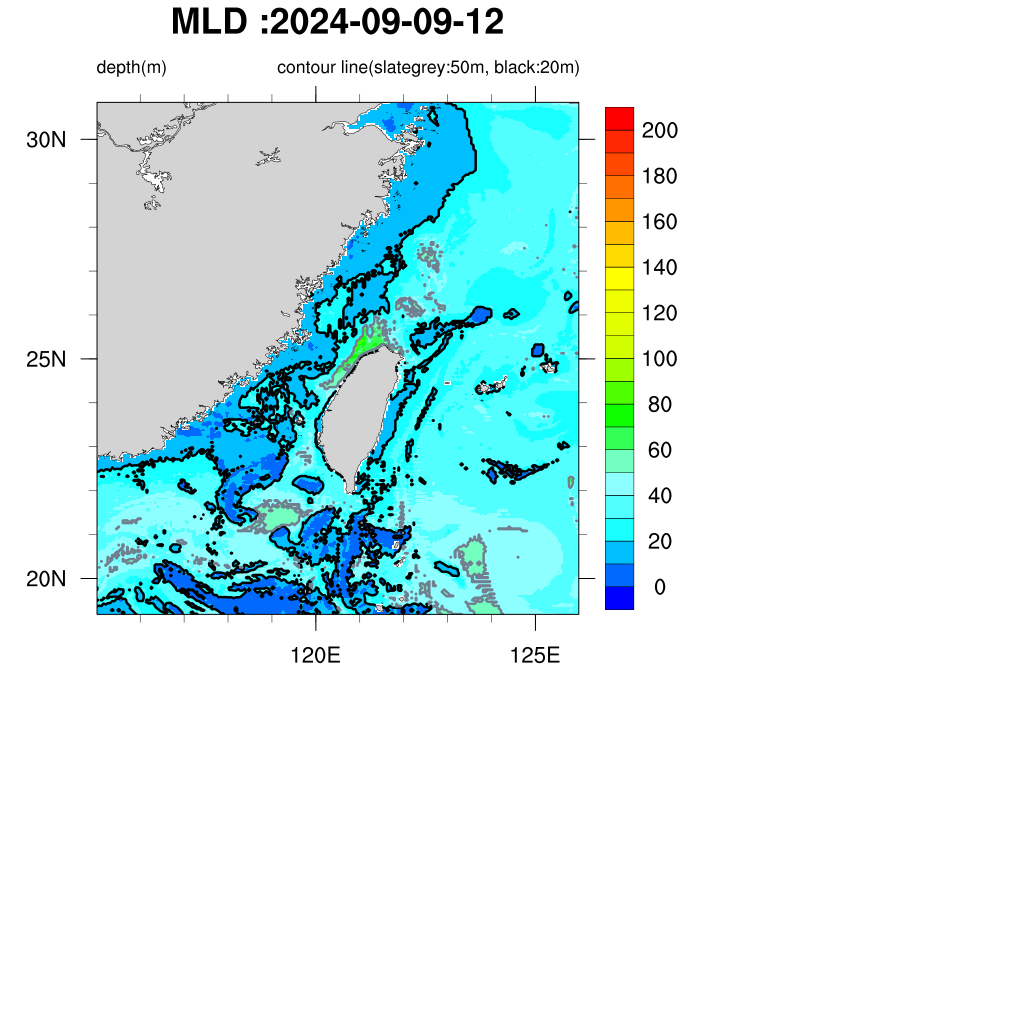 MLD :2024-09-09-12
depth(m)
contour line(slategrey:50m, black:20m)
30N
25N
20N
120E
125E
200
180
160
140
120
100
80
60
40
20
0